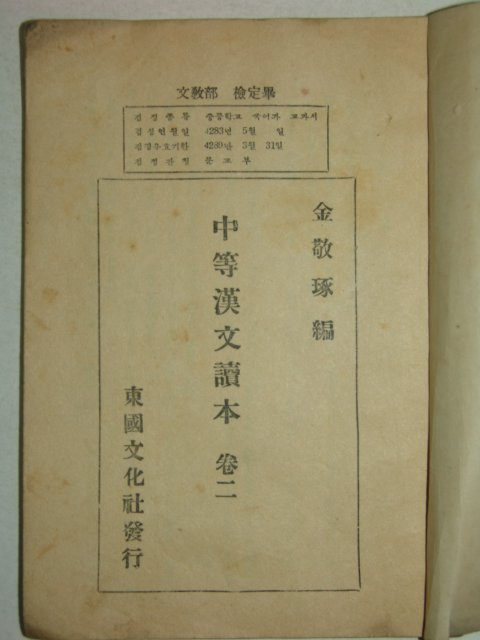 文教部 檢定畢
검정종목 중등학교 국어과 교과서
검정연월일 4283년 5월 일
검정유효기한 4289년 3월 31일
검정관청 문교부
金敬琢編
中等漢文讀本 卷二
東國文化社發行